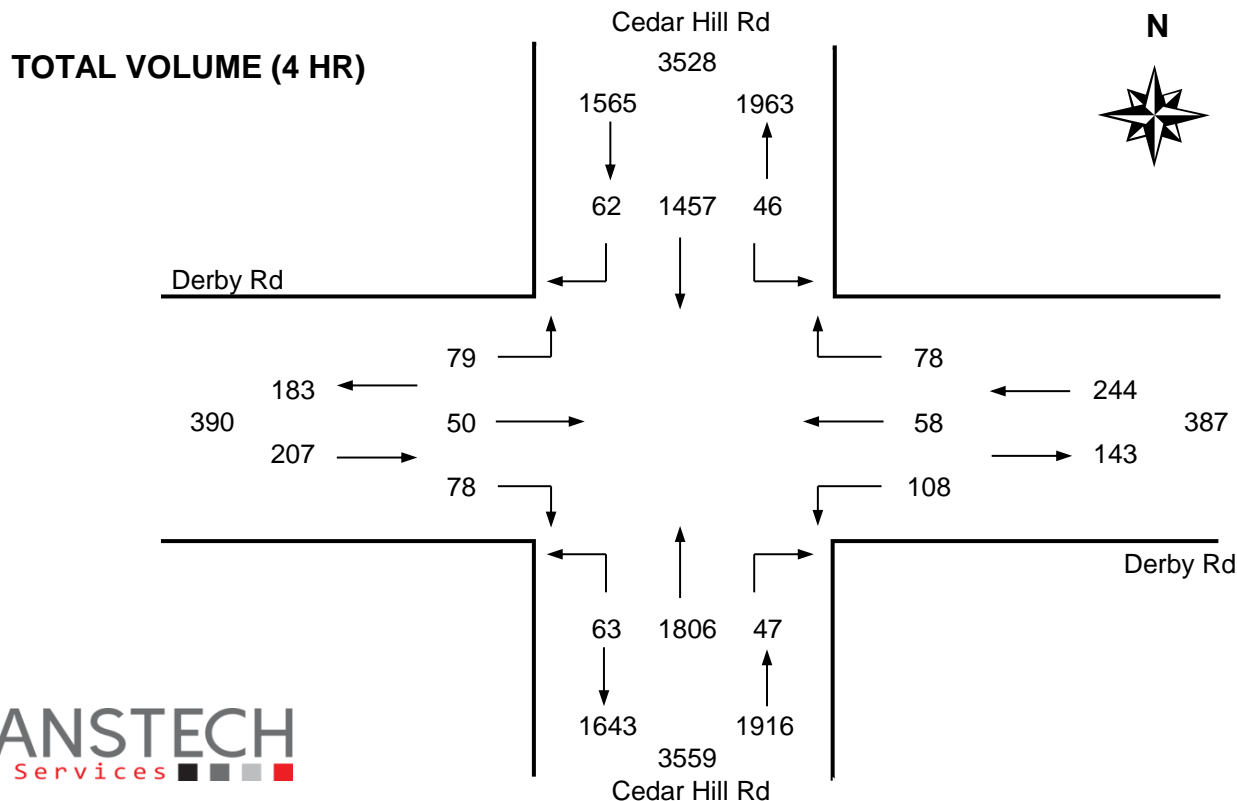 Cedar Hill Rd
N
TOTAL VOLUME (4 HR)
3528
1565 1963
62 1457 46
Derby Rd
79 78
183 244
390 50 58 387
207 143
78 108
Derby Rd
63 1806 47
1643 1916
3559
Cedar Hill Rd
ANSTECH
Services